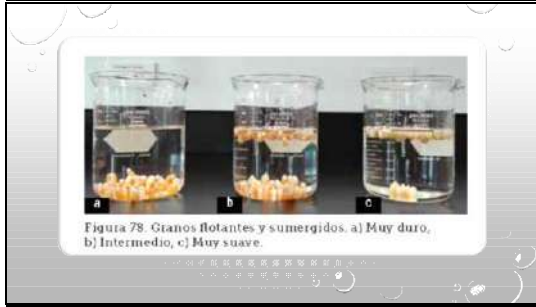 a
b
c
Figura 78. Granos flotantes y sumergidos. a) Muy duro,
b) Intermedio, c) Muy suave.